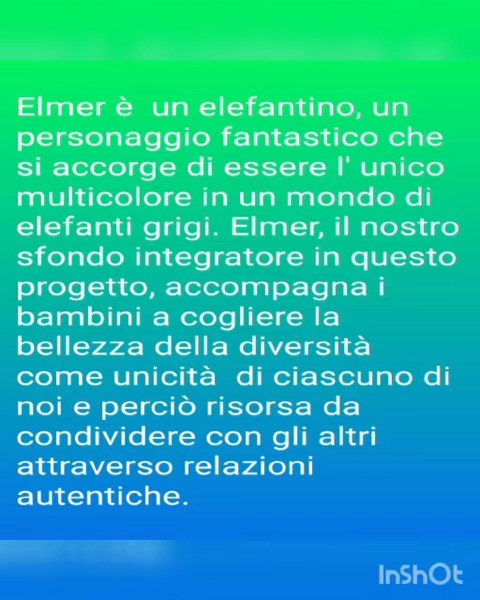 Elmer è  un elefantino, un
personaggio fantastico che
si accorge di essere l' unico
multicolore in un mondo di
elefanti grigi. Elmer, il nostro
sfondo integratore in questo
progetto, accompagna i
bambini a cogliere la
bellezza della diversità
come unicità  di ciascuno di
noi e perciò risorsa da
condividere con gli altri
attraverso relazioni
autentiche.
InShOt